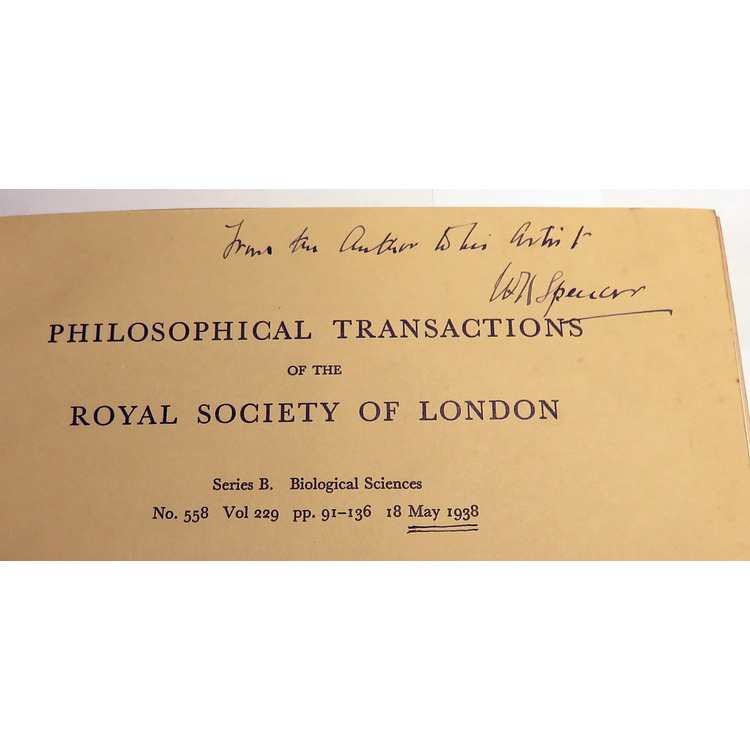 From the Author to his Artist
WK Spencer
PHILOSOPHICAL TRANSACTIONS
OF THE
ROYAL SOCIETY OF LONDON
Series B. Biological Sciences
No. 558 Vol 229 pp. 91–136 18 May 1938